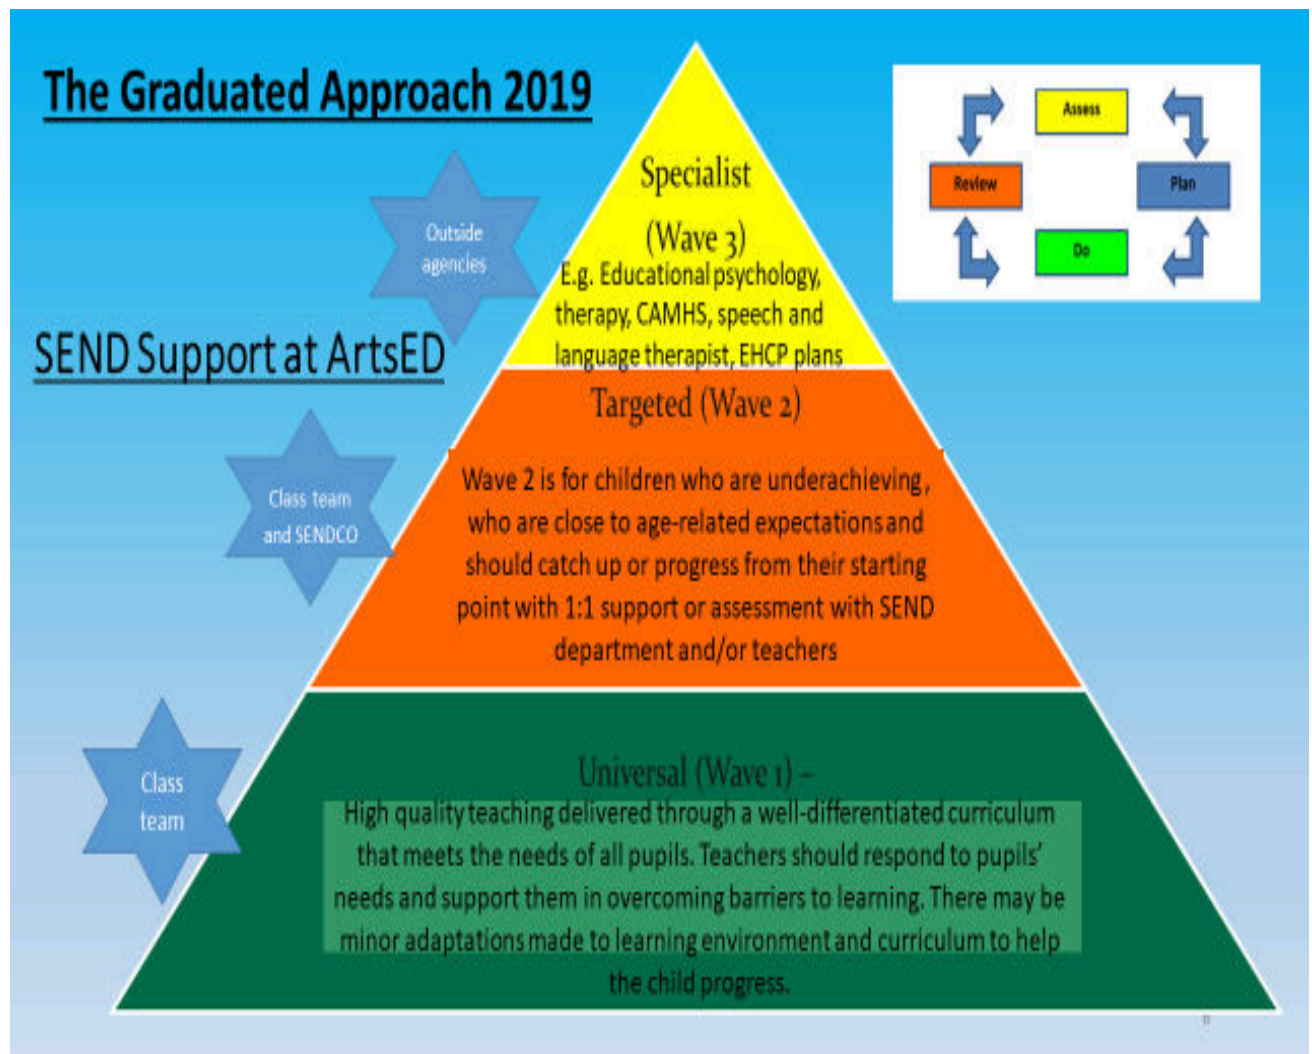 The Graduated Approach 2019
Assess
Review
Plan
Do
Specialist
(Wave 3)
E.g. Educational psychology,
therapy, CAMHS, speech and
language therapist, EHCP plans
Outside
agencies
SEND Support at ArtsED
Targeted (Wave 2)
Wave 2 is for children who are underachieving,
who are close to age-related expectations and
should catch up or progress from their starting
point with 1:1 support or assessment with SEND
department and/or teachers
Class team
and SENDCO
Universal (Wave 1) –
High quality teaching delivered through a well-differentiated curriculum
that meets the needs of all pupils. Teachers should respond to pupils’
needs and support them in overcoming barriers to learning. There may be
minor adaptations made to learning environment and curriculum to help
the child progress.
Class
team